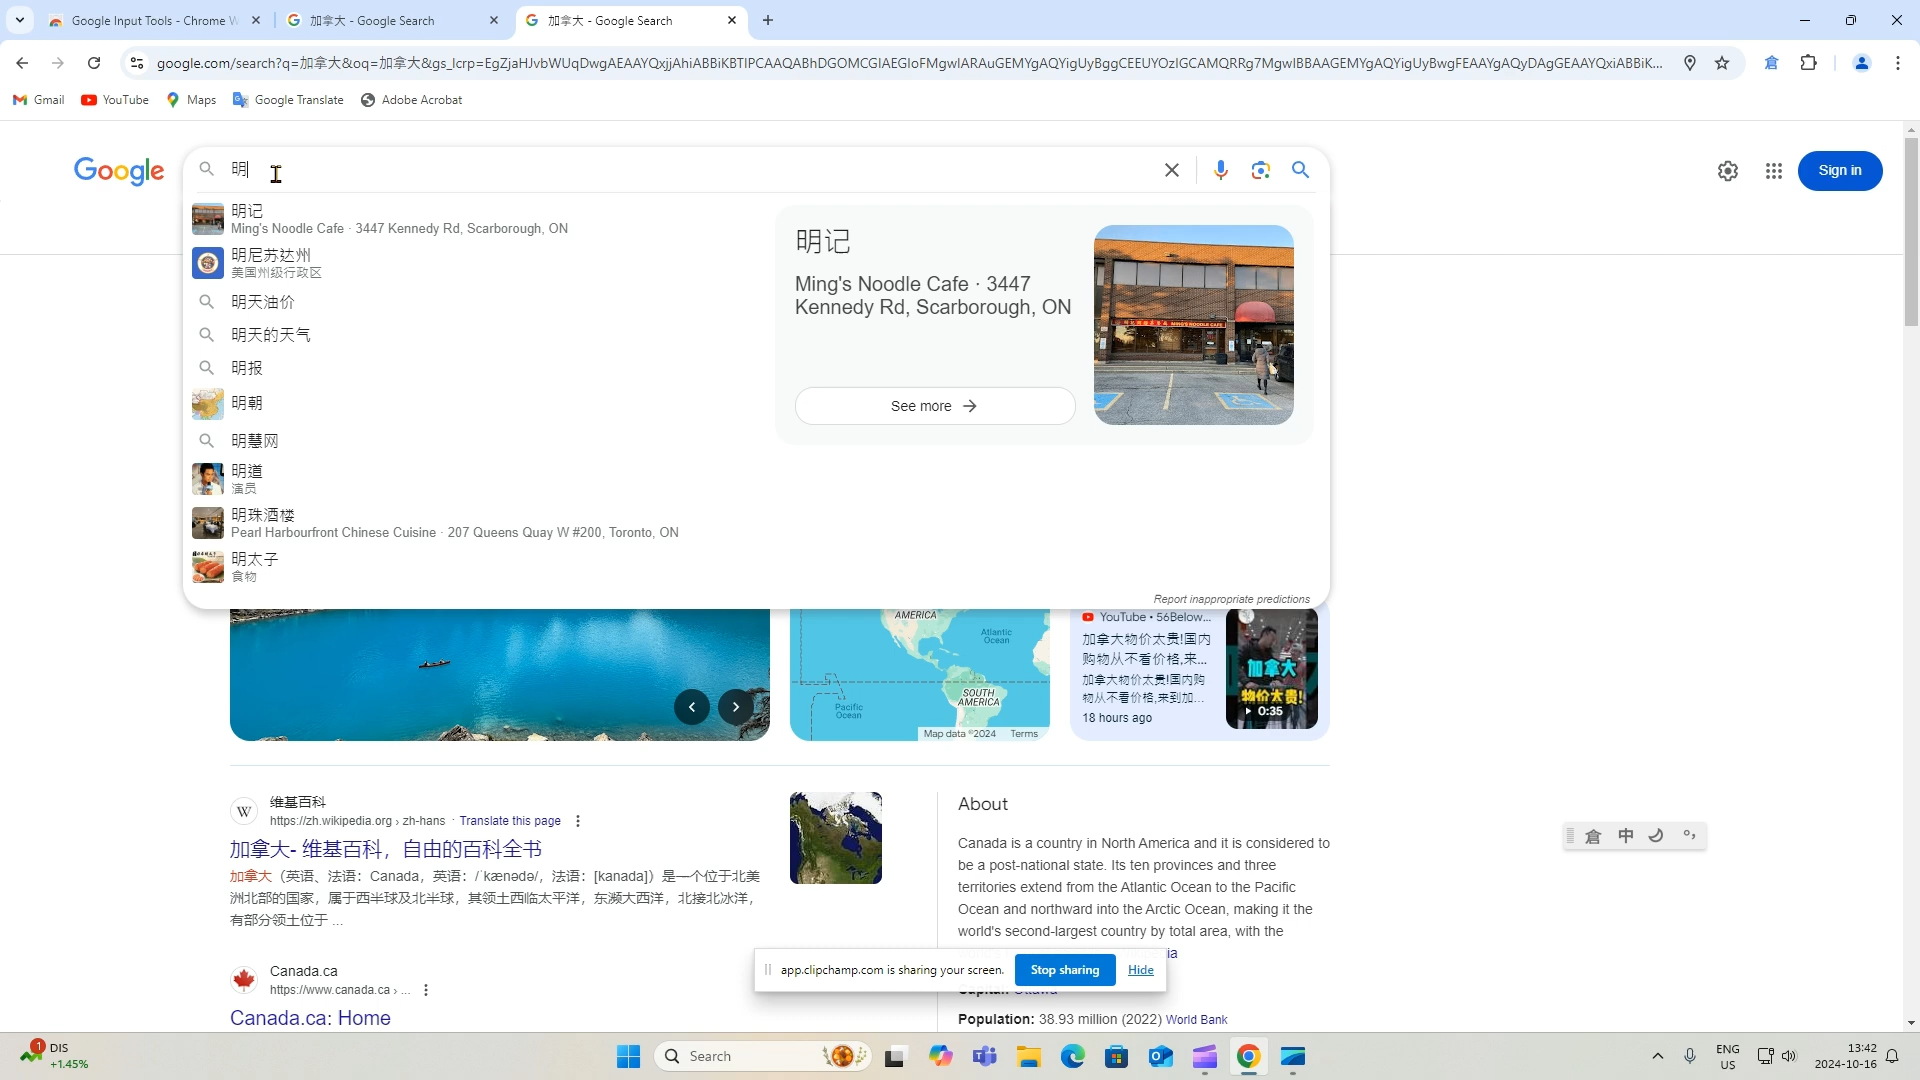 Google Input Tools - Chrome W
加拿大 - Google Search
加拿大 - Google Search
google.com/search?q=加拿大&oq=加拿大&gs_lcrp=EgZjaHJvbWUqDwgAEAAYQxjjAhiABBiKBTIPCAAQABhDGOMCGIAEGIoFMgwIARAuGEMYgAQYigUyBggCEEUYOzIGCAMQRRg7MgwIBBAAGEMYgAQYigUyBwgFEAAYgAQyDAgGEAAYQxiABBiK...
Gmail
YouTube
Maps
Google Translate
Adobe Acrobat
Google
明
Sign in
明记
Ming's Noodle Cafe · 3447 Kennedy Rd, Scarborough, ON
明尼苏达州
美国州级行政区
明天油价
明天的天气
明报
明朝
明慧网
明道
演员
明珠酒楼
Pearl Harbourfront Chinese Cuisine · 207 Queens Quay W #200, Toronto, ON
明太子
食物
明记
Ming's Noodle Cafe · 3447
Kennedy Rd, Scarborough, ON
See more
Report inappropriate predictions
AMERICA
Atlantic
Ocean
SOUTH
AMERICA
Pacific
Ocean
Map data ©2024 Terms
YouTube • 56Below...
加拿大物价太贵!国内
购物从不看价格,来...
加拿大物价太贵!国内购
物从不看价格,来到加...
18 hours ago
加拿大
物价太贵!
0:35
W
维基百科
https://zh.wikipedia.org › zh-hans · Translate this page
加拿大- 维基百科，自由的百科全书
加拿大（英语、法语：Canada，英语：/ˈkænədə/，法语：[kanadɑ]）是一个位于北美
洲北部的国家，属于西半球及北半球，其领土西临太平洋，东濒大西洋，北接北冰洋，
有部分领土位于 ...
Canada.ca
https://www.canada.ca › ...
Canada.ca: Home
About
Canada is a country in North America and it is considered to
be a post-national state. Its ten provinces and three
territories extend from the Atlantic Ocean to the Pacific
Ocean and northward into the Arctic Ocean, making it the
world's second-largest country by total area, with the
Population: 38.93 million (2022) World Bank
倉 中
app.clipchamp.com is sharing your screen.
Stop sharing
Hide
1
DIS
+1.45%
Search
ENG
US
13:42
2024-10-16